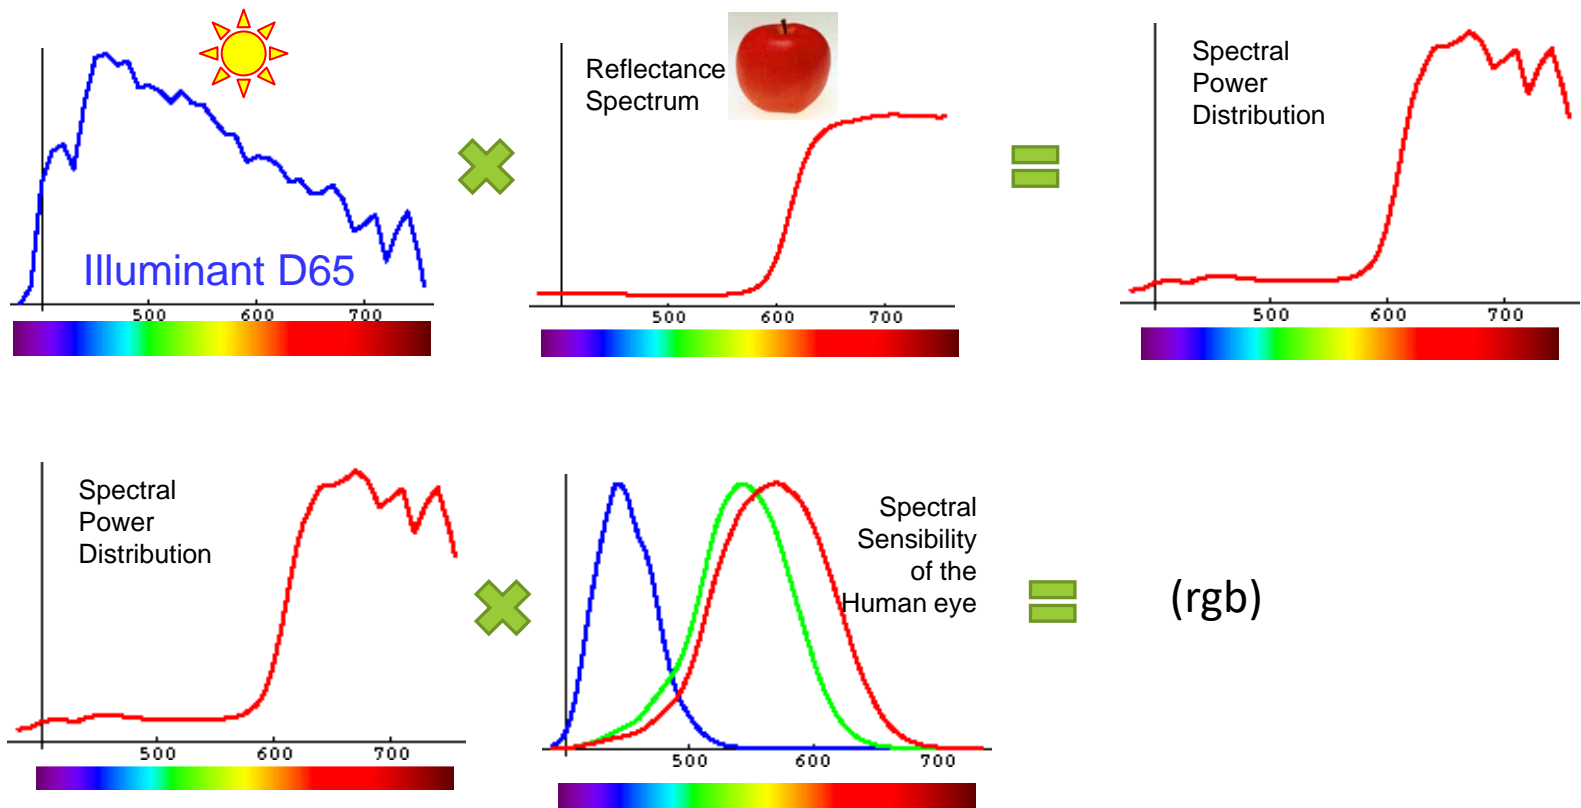 Illuminant D65
500 600 700
Reflectance
Spectrum
500 600 700
Spectral
Power
Distribution
500 600 700
Spectral
Power
Distribution
500 600 700
Spectral
Sensibility
of the
Human eye
500 600 700
(rgb)